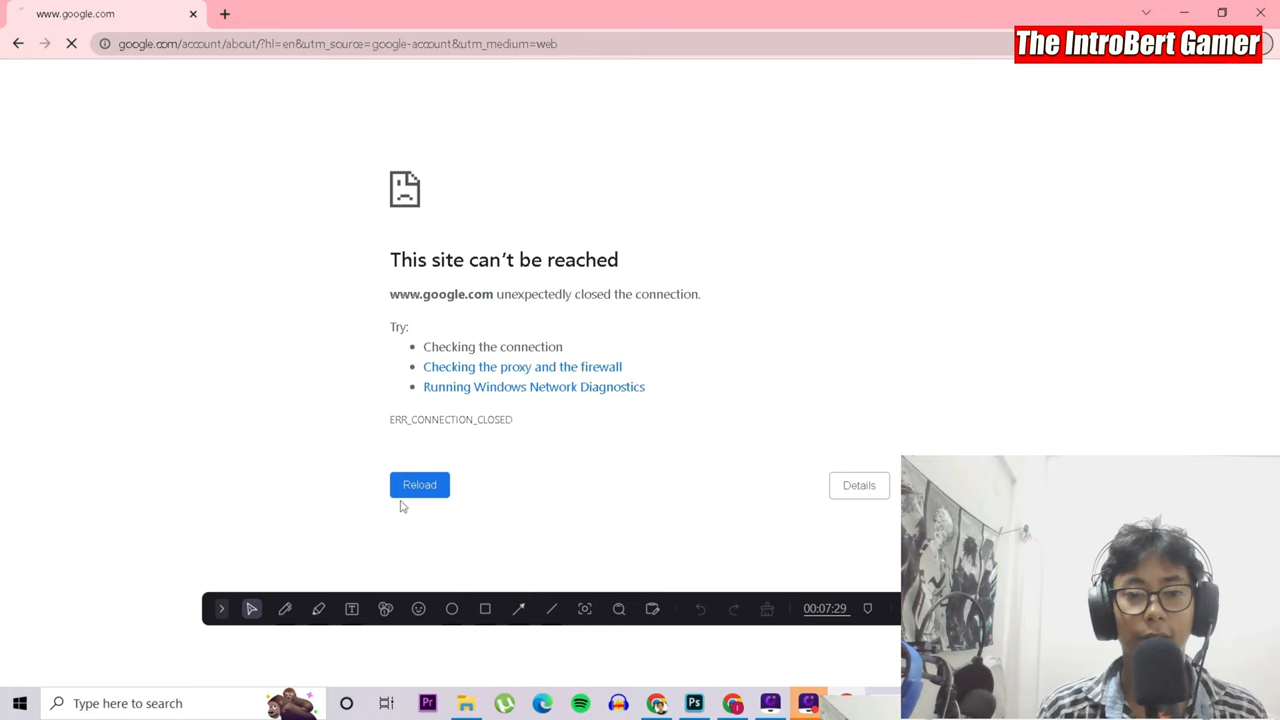 www.google.com
google.com/account/about/?hl=en&utm_source=google-account&utm_medium=web
The IntroBert Gamer
This site can't be reached
www.google.com unexpectedly closed the connection.
Try:
Checking the connection
Checking the proxy and the firewall
Running Windows Network Diagnostics
ERR_CONNECTION_CLOSED
Reload
Details
T
00:07:29
Type here to search
Pr
Ps